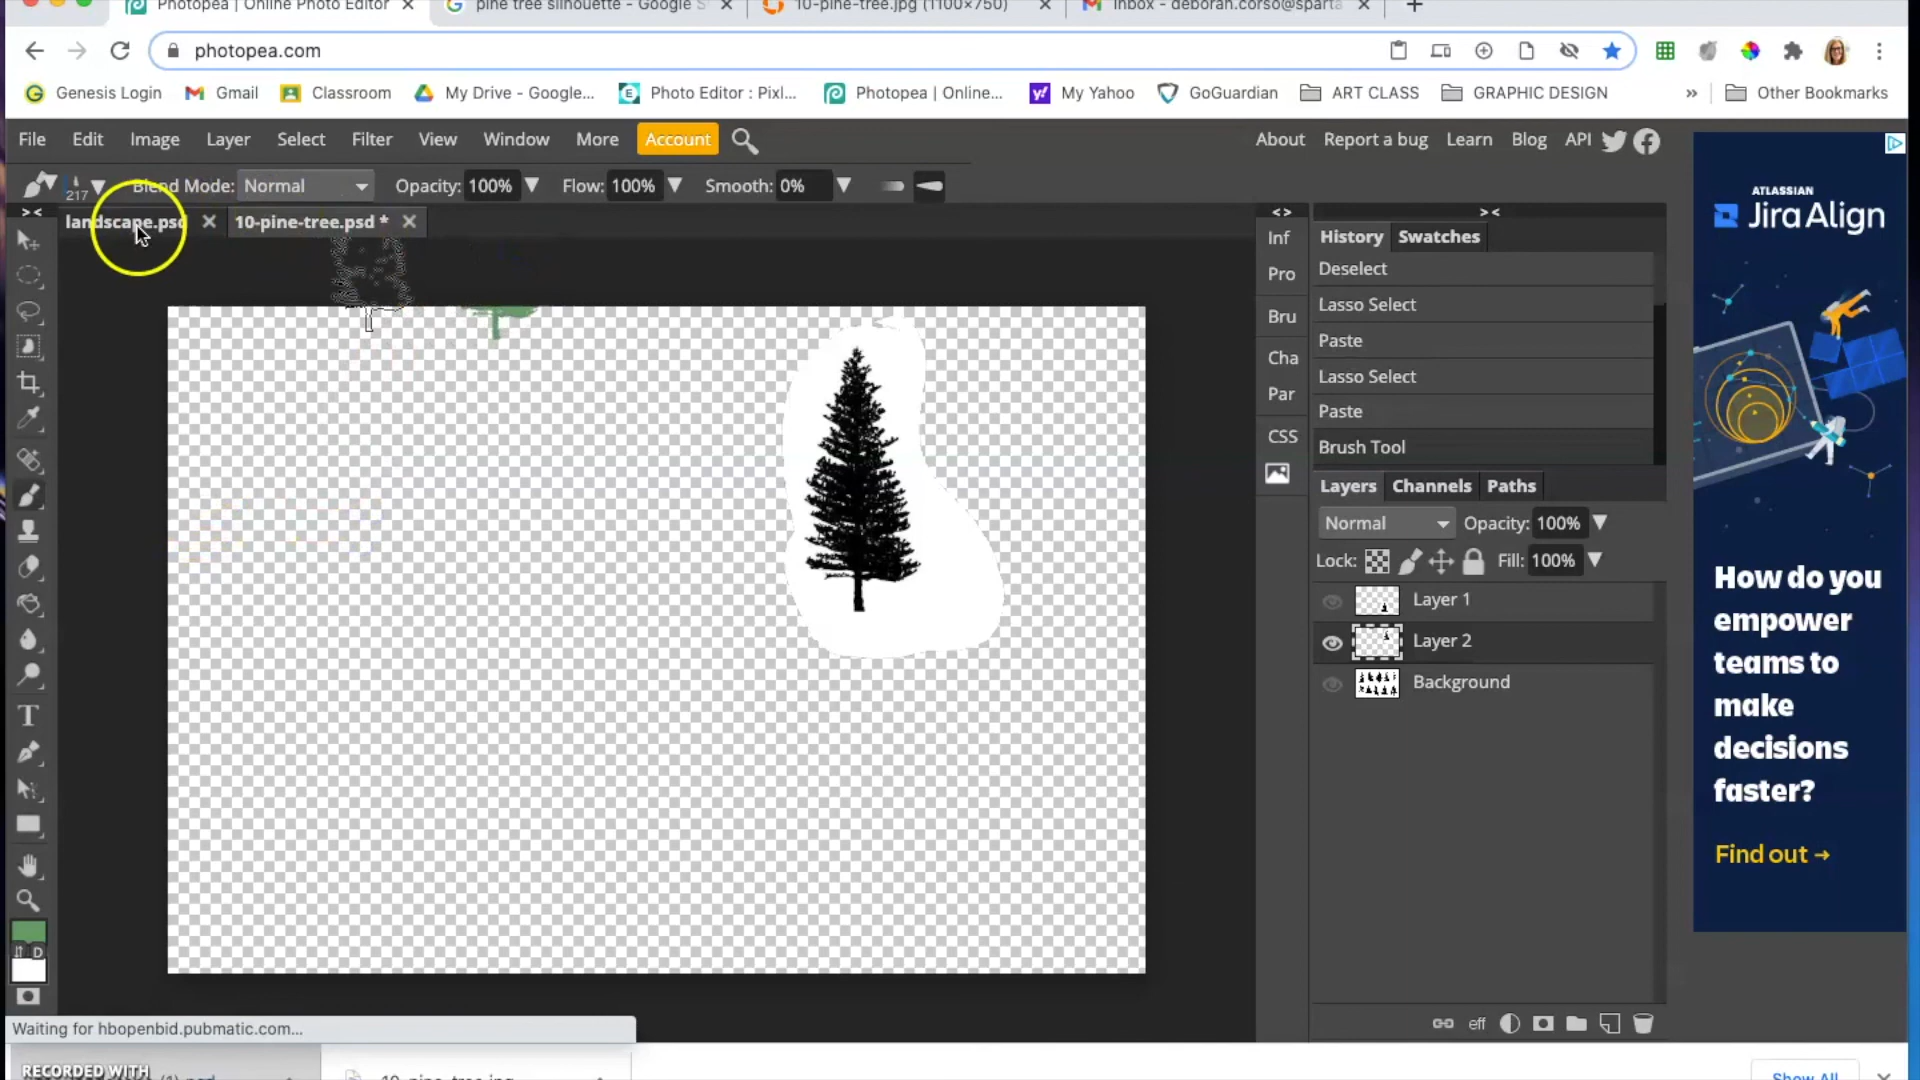 Photopea | Online Photo Editor
pine tree silhouette - Google S
10-pine-tree.jpg (1100×750)
Inbox - deborah.corso@sparta
photopea.com
Genesis Login
Gmail
Classroom
My Drive - Google...
Photo Editor : Pixl...
Photopea | Online...
My Yahoo
GoGuardian
ART CLASS
GRAPHIC DESIGN
»
Other Bookmarks
File Edit Image Layer Select Filter View Window More Account
About Report a bug Learn Blog API
217 Blend Mode: Normal Opacity: 100% Flow: 100% Smooth: 0%
landscape.psd
10-pine-tree.psd *
Inf
Pro
Bru
Cha
Par
CSS
History Swatches
Deselect
Lasso Select
Paste
Lasso Select
Paste
Brush Tool
Layers Channels Paths
Normal Opacity: 100%
Lock: Fill: 100%
Layer 1
Layer 2
Background
eff
D
ATLASSIAN
Jira Align
How do you
empower
teams to
make
decisions
faster?
Find out →
Waiting for hbopenbid.pubmatic.com...
RECORDED WITH
Show All